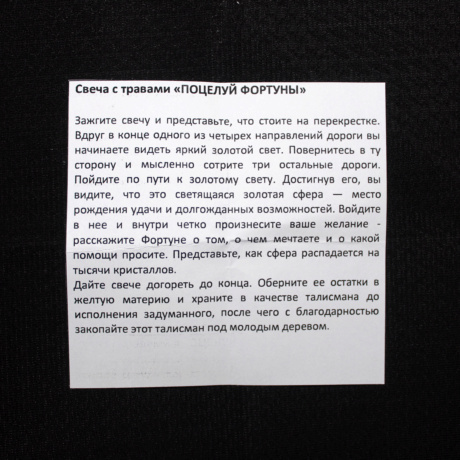 Свеча с травами «ПОЦЕЛУЙ ФОРТУНЫ»
Зажгите свечу и представьте, что стоите на перекрестке.
Вдруг в конце одного из четырех направлений дороги вы
начинаете видеть яркий золотой свет. Повернитесь в ту
сторону и мысленно сотрите три остальные дороги.
Пойдите по пути к золотому свету. Достигнув его, вы
видите, что это светящаяся золотая сфера — место
рождения удачи и долгожданных возможностей. Войдите
в нее и внутри четко произнесите ваше желание -
расскажите Фортуне о том, о чем мечтаете и о какой
помощи просите. Представьте, как сфера распадается на
тысячи кристаллов.
Дайте свече догореть до конца. Оберните ее остатки в
желтую материю и храните в качестве талисмана до
исполнения задуманного, после чего с благодарностью
закопайте этот талисман под молодым деревом.